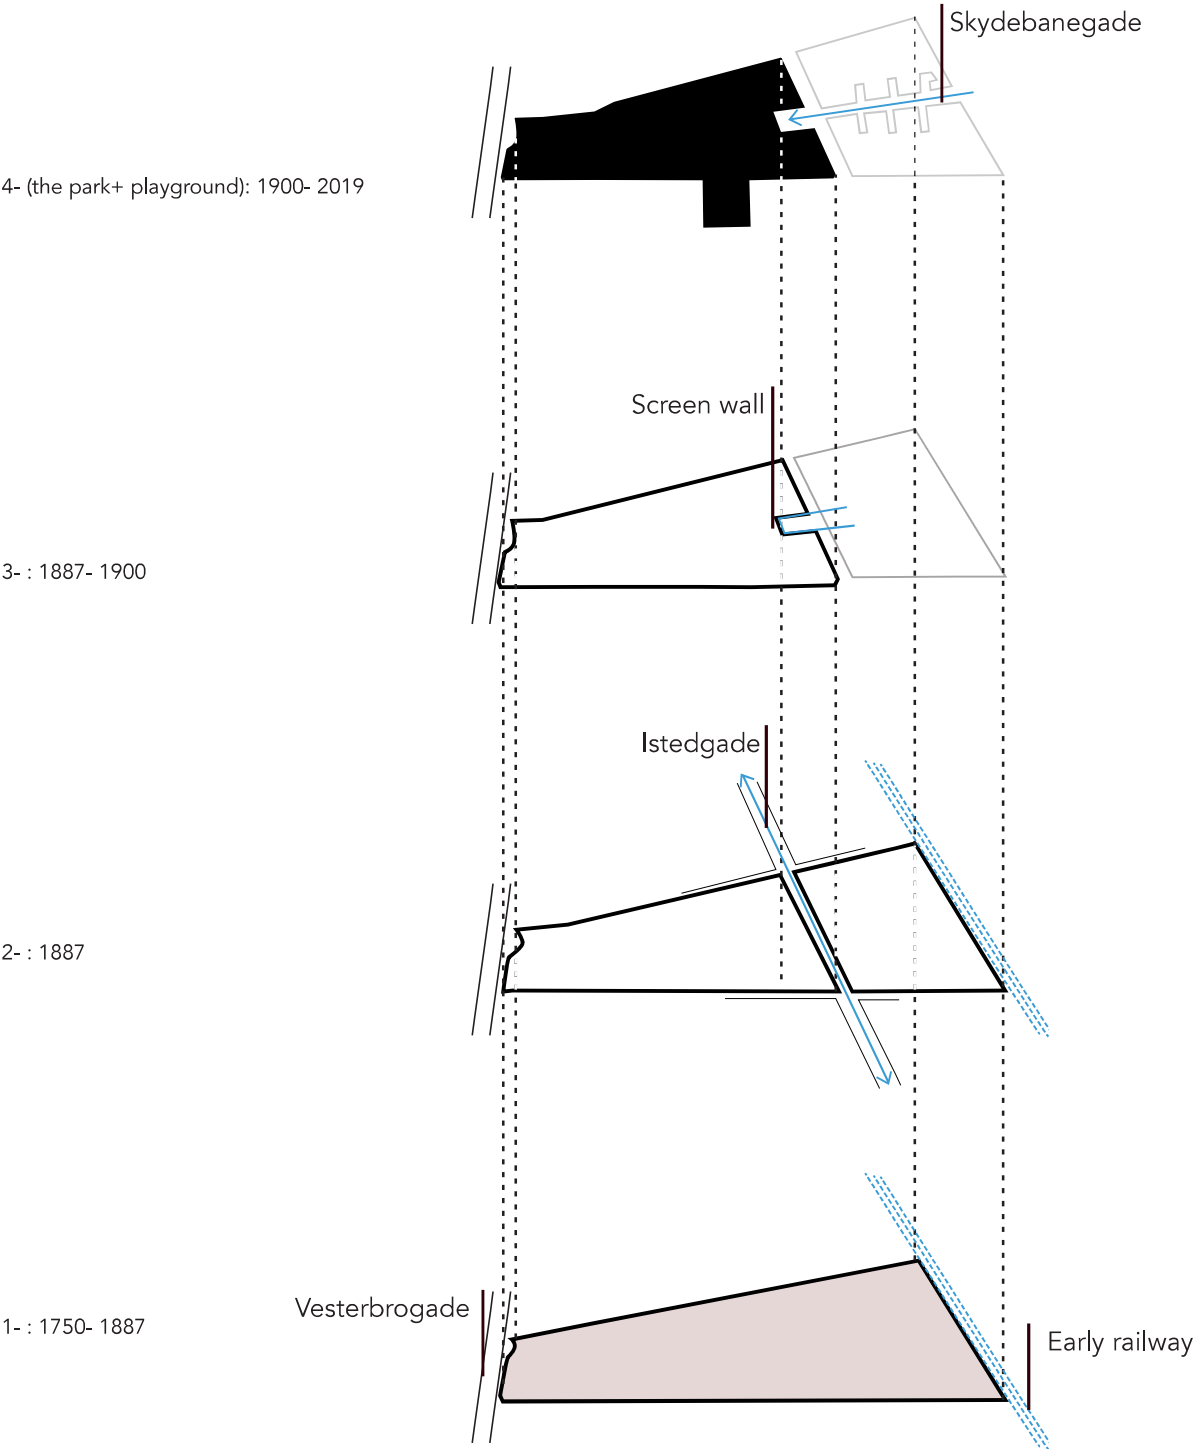 Skydebanegade
4- (the park+ playground): 1900- 2019
Screen wall
3- : 1887- 1900
Istedgade
2- : 1887
Vesterbrogade
1- : 1750- 1887
Early railway